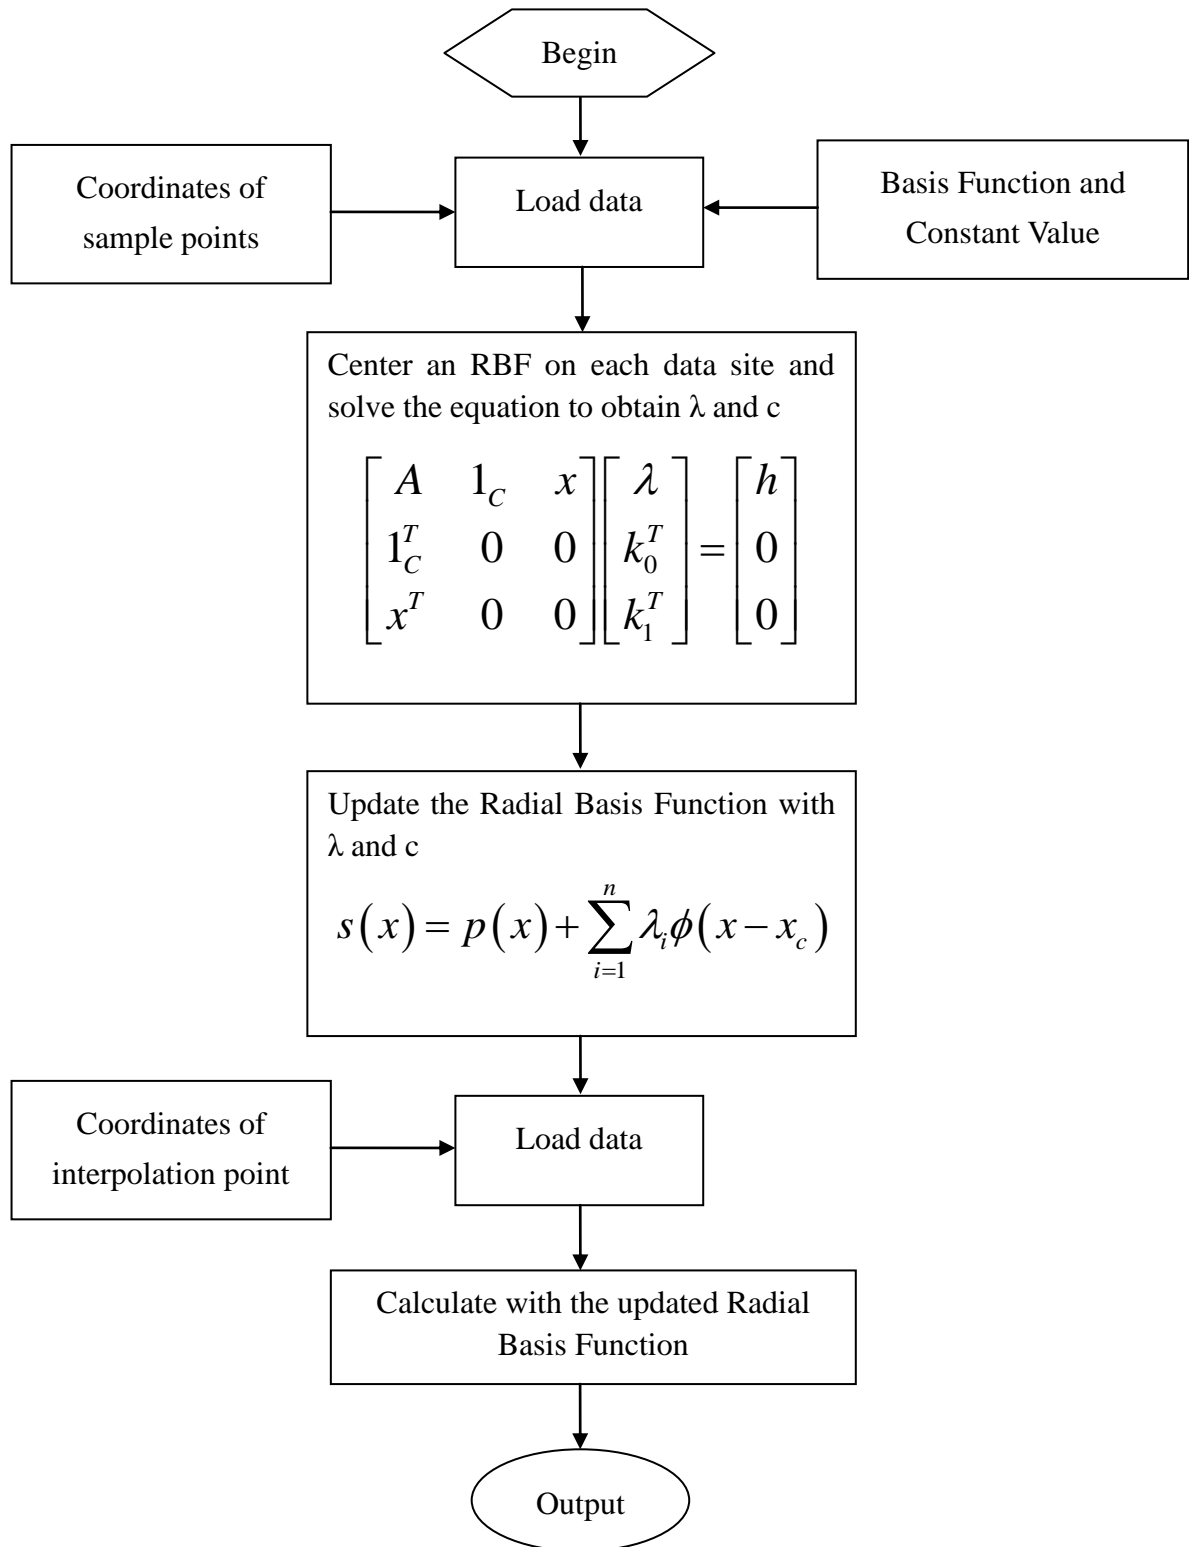 Begin
Coordinates of
sample points
Load data
Basis Function and
Constant Value
Center an RBF on each data site and
solve the equation to obtain λ and c
[A 1_C x] [λ] = [h]
[1_C^T 0 0] [k_0^T] [0]
[x^T 0 0] [k_1^T] [0]
Update the Radial Basis Function with
λ and c
s(x) = p(x) + ∑_{i=1}^{n} λ_i ϕ(x − x_c)
Coordinates of
interpolation point
Load data
Calculate with the updated Radial
Basis Function
Output